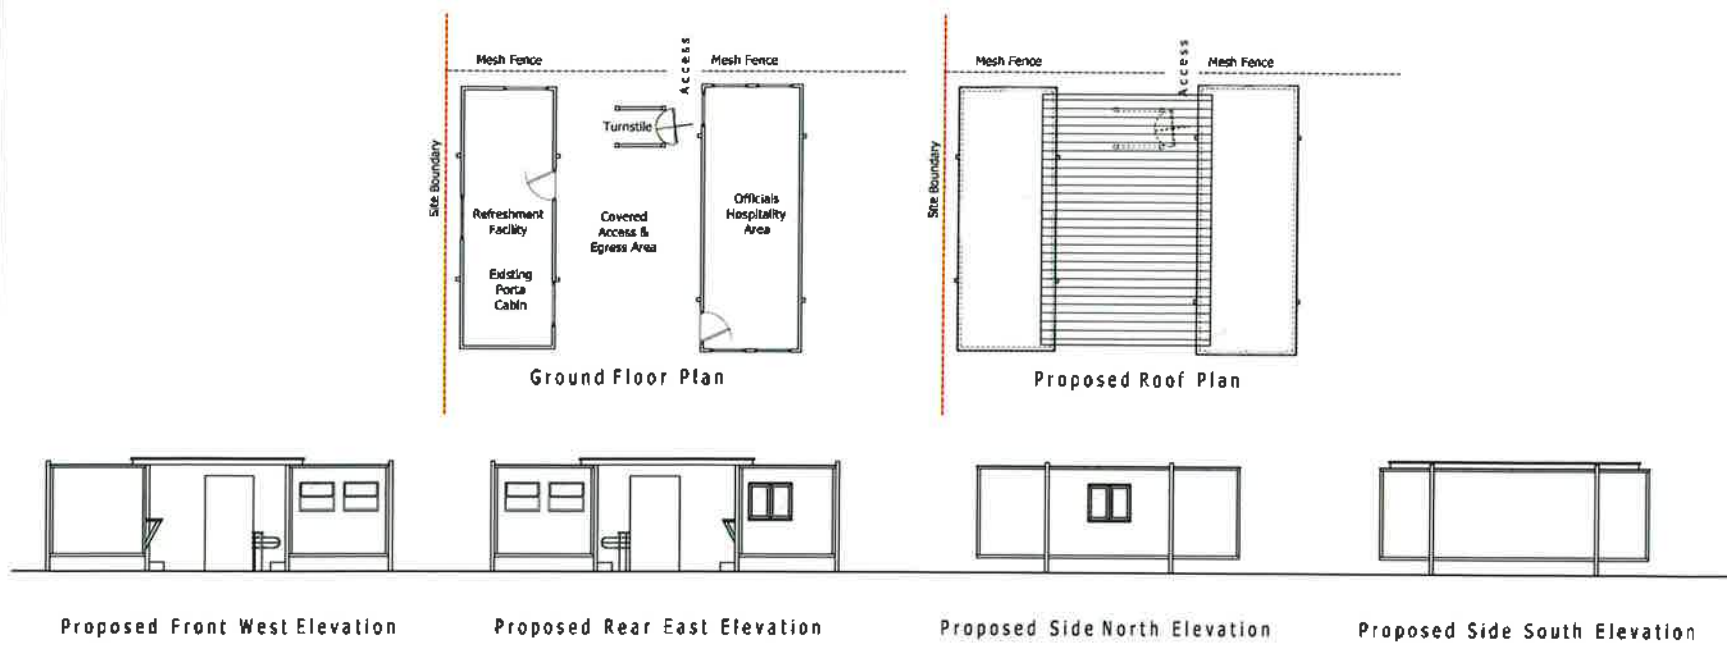 Mesh Fence
Access
Mesh Fence
Turnstile
Site Boundary
Refreshment
Facility
Existing
Porta
Cabin
Covered
Access &
Egress Area
Officials
Hospitality
Area
Ground Floor Plan
Mesh Fence
Access
Mesh Fence
Site Boundary
Proposed Roof Plan
Proposed Front West Elevation
Proposed Rear East Elevation
Proposed Side North Elevation
Proposed Side South Elevation